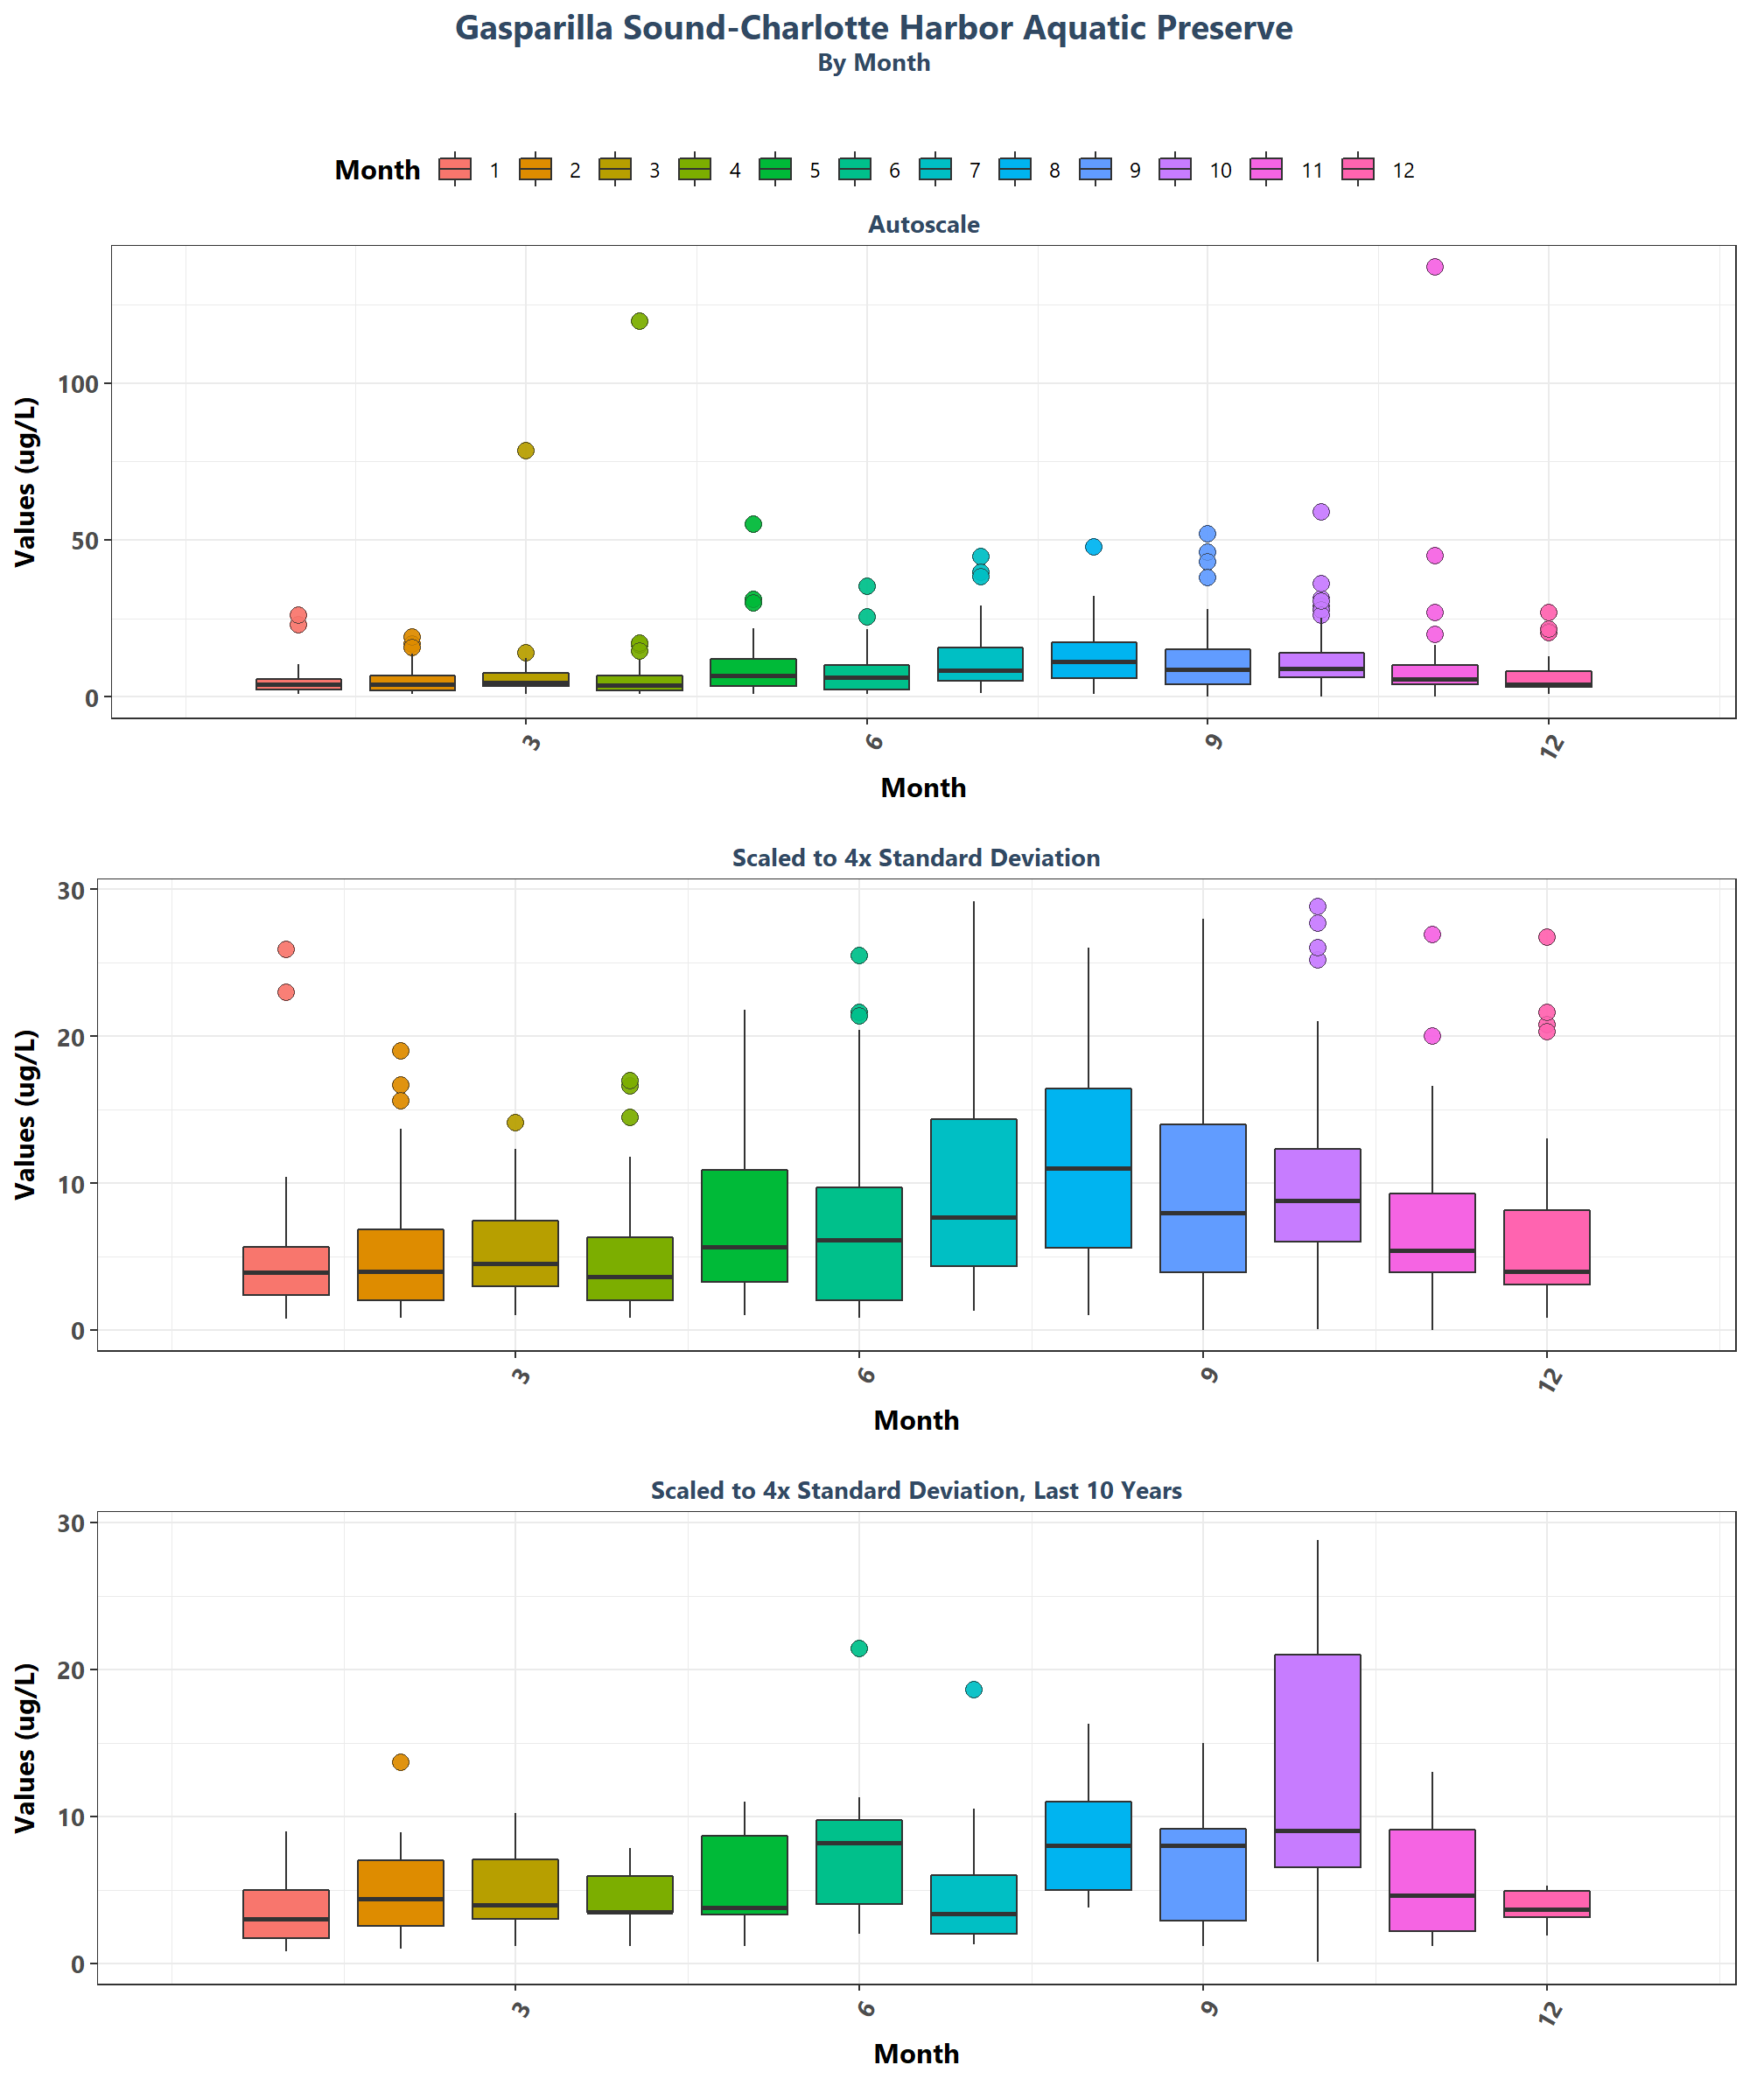 Gasparilla Sound-Charlotte Harbor Aquatic Preserve
By Month
Month 1 2 3 4 5 6 7 8 9 10 11 12
Autoscale
Values (ug/L)
100
50
0
3 6 9 12
Month
Scaled to 4x Standard Deviation
Values (ug/L)
30
20
10
0
3 6 9 12
Month
Scaled to 4x Standard Deviation, Last 10 Years
Values (ug/L)
30
20
10
0
3 6 9 12
Month